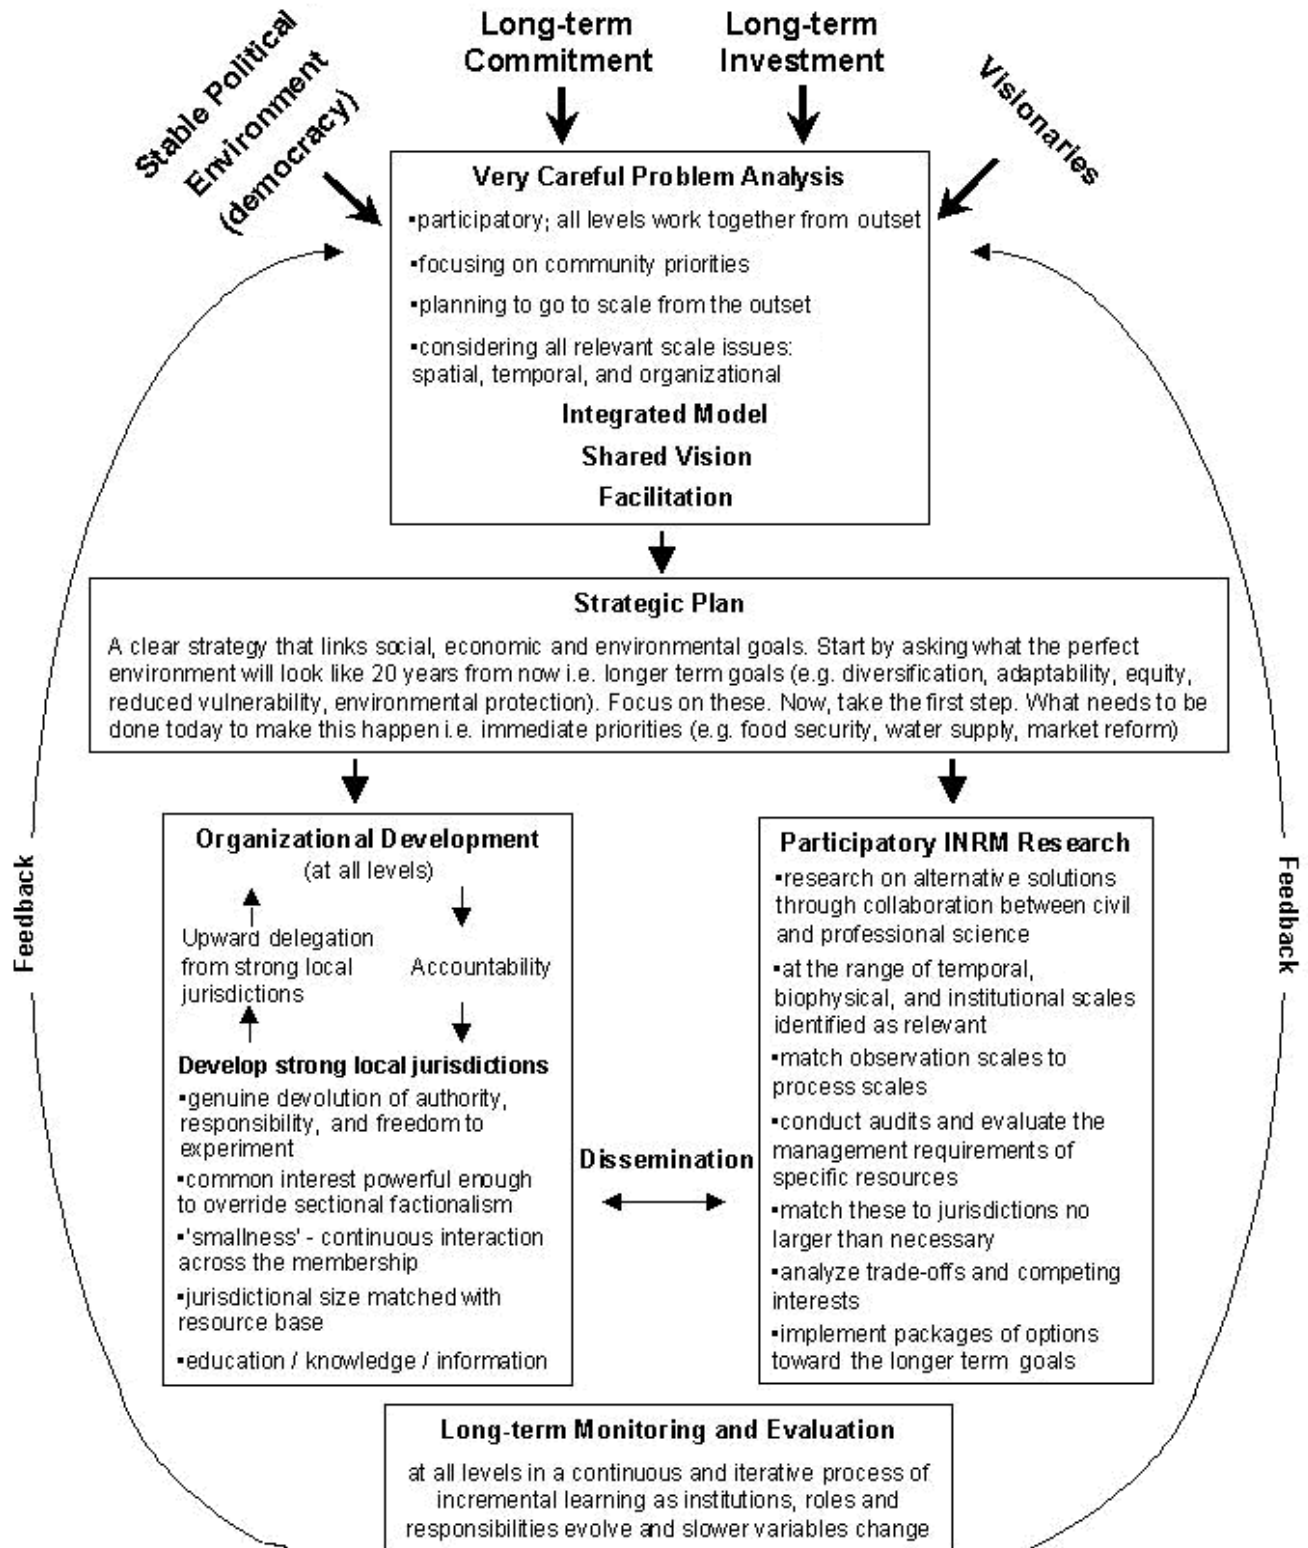 Stable Political
Environment
(democracy)
Long-term
Commitment
Long-term
Investment
Visionaries
Very Careful Problem Analysis
▪participatory; all levels work together from outset
▪focusing on community priorities
▪planning to go to scale from the outset
▪considering all relevant scale issues:
spatial, temporal, and organizational
Integrated Model
Shared Vision
Facilitation
Strategic Plan
A clear strategy that links social, economic and environmental goals. Start by asking what the perfect
environment will look like 20 years from now i.e. longer term goals (e.g. diversification, adaptability, equity,
reduced vulnerability, environmental protection). Focus on these. Now, take the first step. What needs to be
done today to make this happen i.e. immediate priorities (e.g. food security, water supply, market reform)
Feedback
Organizational Development
(at all levels)
Upward delegation
from strong local
jurisdictions
Accountability
Develop strong local jurisdictions
▪genuine devolution of authority,
responsibility, and freedom to
experiment
▪common interest powerful enough
to override sectional factionalism
▪'smallness' - continuous interaction
across the membership
▪jurisdictional size matched with
resource base
▪education / knowledge / information
Dissemination
Participatory INRM Research
▪research on alternative solutions
through collaboration between civil
and professional science
▪at the range of temporal,
biophysical, and institutional scales
identified as relevant
▪match observation scales to
process scales
▪conduct audits and evaluate the
management requirements of
specific resources
▪match these to jurisdictions no
larger than necessary
▪analyze trade-offs and competing
interests
▪implement packages of options
toward the longer term goals
Feedback
Long-term Monitoring and Evaluation
at all levels in a continuous and iterative process of
incremental learning as institutions, roles and
responsibilities evolve and slower variables change